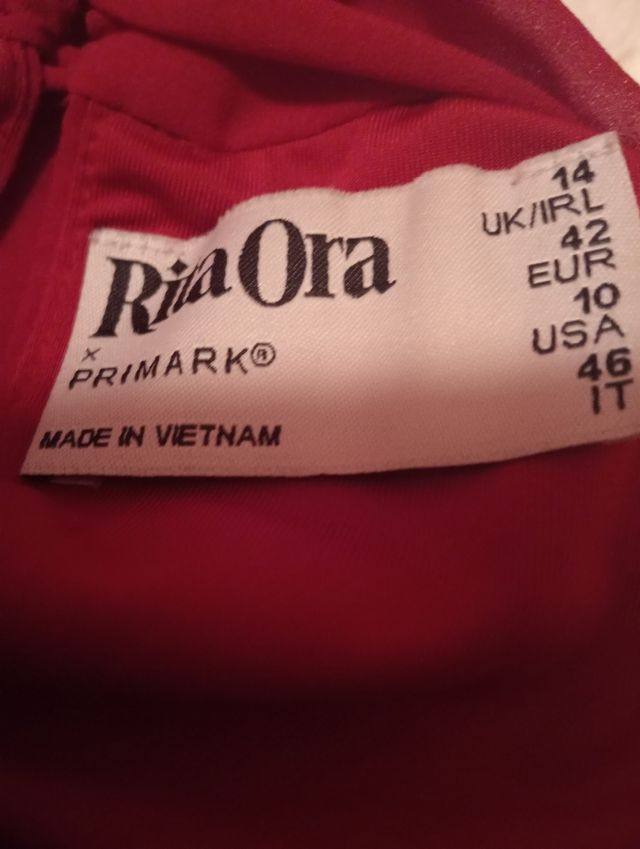 Rita Ora
x
PRIMARK®
MADE IN VIETNAM
14
UK/IRL
42
EUR
10
USA
46
IT